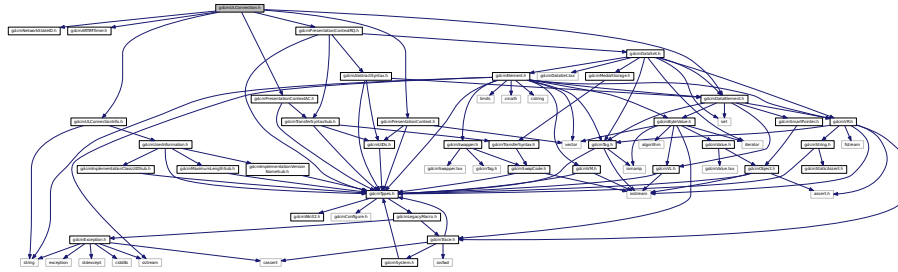 gdcmULConnection.h
gdcmNetworkStateID.h
gdcmARTIMTimer.h
gdcmPresentationContextRQ.h
gdcmDataSet.h
gdcmAbstractSyntax.h
gdcmElement.h
gdcmDataSet.txx
gdcmMediaStorage.h
gdcmPresentationContextAC.h
limits
cmath
cstring
gdcmDataElement.h
gdcmULConnectionInfo.h
gdcmTransferSyntaxSub.h
gdcmPresentationContext.h
gdcmByteValue.h
set
gdcmSmartPointer.h
gdcmVR.h
gdcmUserInformation.h
gdcmUIDs.h
gdcmSwapper.h
gdcmTransferSyntax.h
vector
gdcmTag.h
algorithm
gdcmValue.h
iterator
gdcmString.h
fstream
gdcmImplementationClassUIDSub.h
gdcmMaximumLengthSub.h
gdcmImplementationVersion
NameSub.h
gdcmSwapper.txx
gdcmTag.h
gdcmSwapCode.h
gdcmVM.h
iomanip
gdcmVL.h
gdcmValue.txx
gdcmObject.h
gdcmStaticAssert.h
gdcmTypes.h
iostream
assert.h
gdcmWin32.h
gdcmConfigure.h
gdcmLegacyMacro.h
gdcmException.h
gdcmTrace.h
string
exception
stdexcept
cstdlib
sstream
cassert
gdcmSystem.h
iosfwd